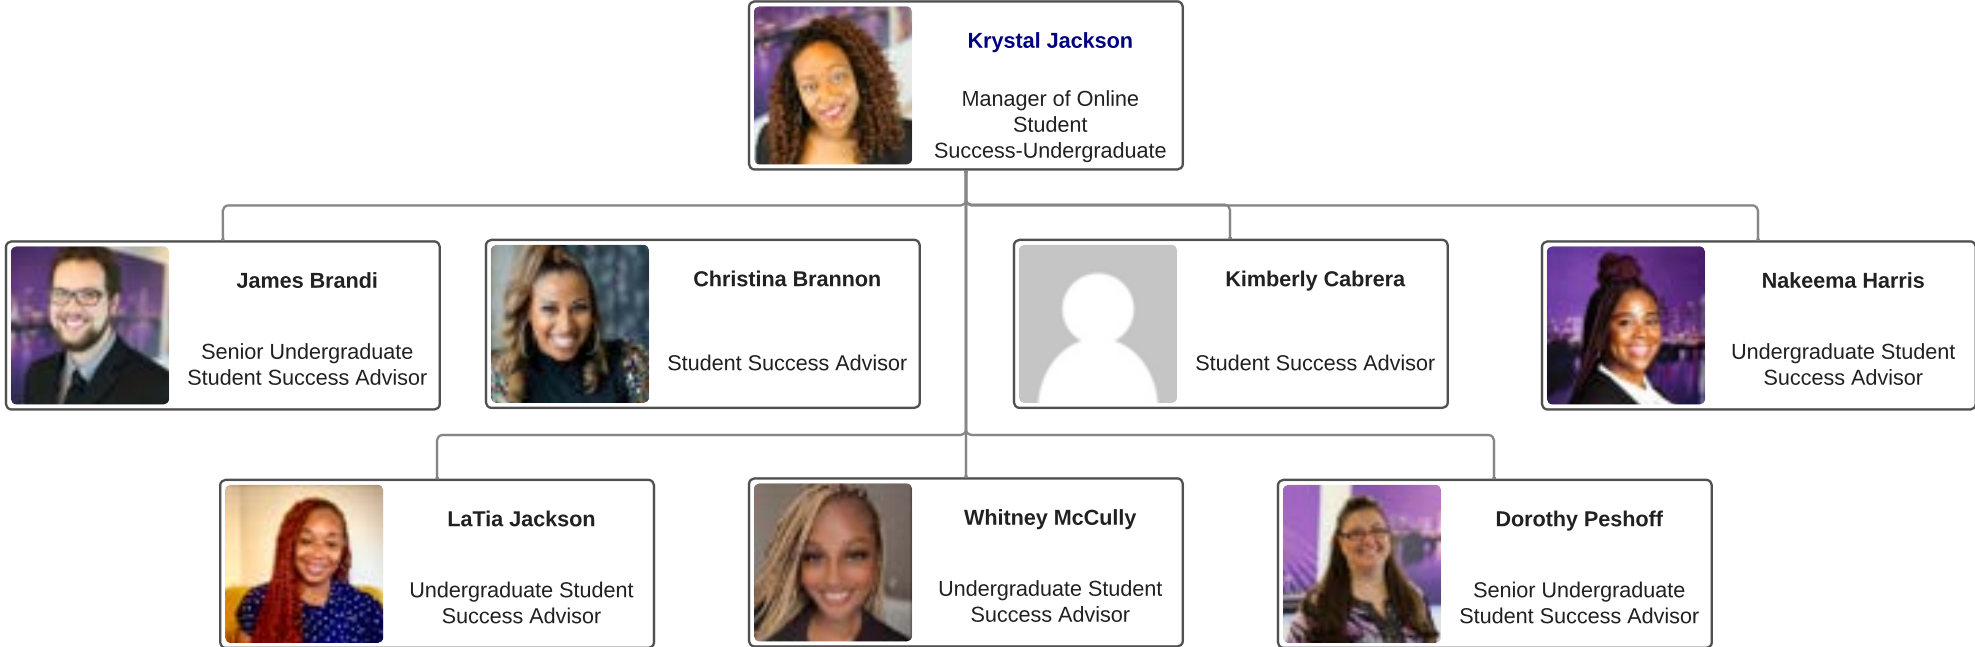 Krystal Jackson
Manager of Online
Student
Success-Undergraduate
James Brandi
Senior Undergraduate
Student Success Advisor
Christina Brannon
Student Success Advisor
Kimberly Cabrera
Student Success Advisor
Nakeema Harris
Undergraduate Student
Success Advisor
LaTia Jackson
Undergraduate Student
Success Advisor
Whitney McCully
Undergraduate Student
Success Advisor
Dorothy Peshoff
Senior Undergraduate
Student Success Advisor